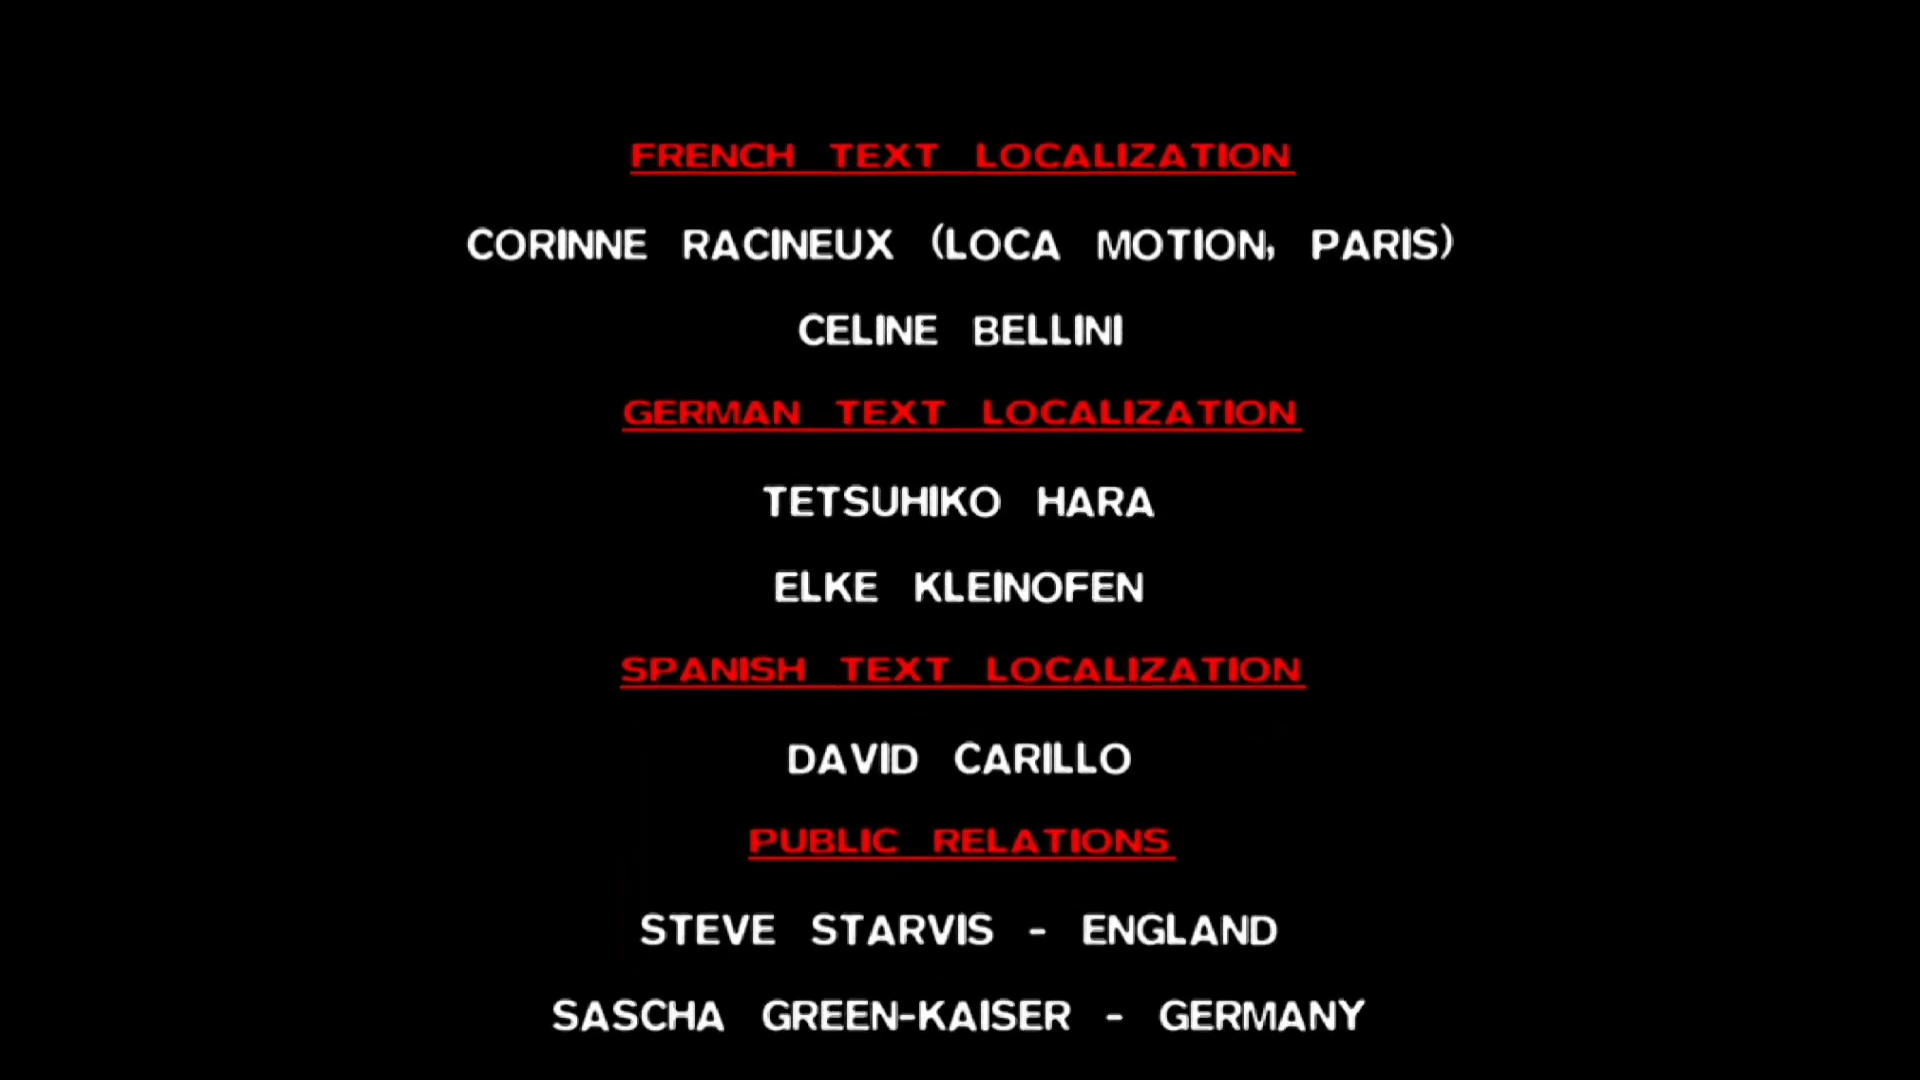 FRENCH TEXT LOCALIZATION
CORINNE RACINEUX (LOCA MOTION, PARIS)
CELINE BELLINI
GERMAN TEXT LOCALIZATION
TETSUHIKO HARA
ELKE KLEINOFEN
SPANISH TEXT LOCALIZATION
DAVID CARILLO
PUBLIC RELATIONS
STEVE STARVIS - ENGLAND
SASCHA GREEN-KAISER - GERMANY